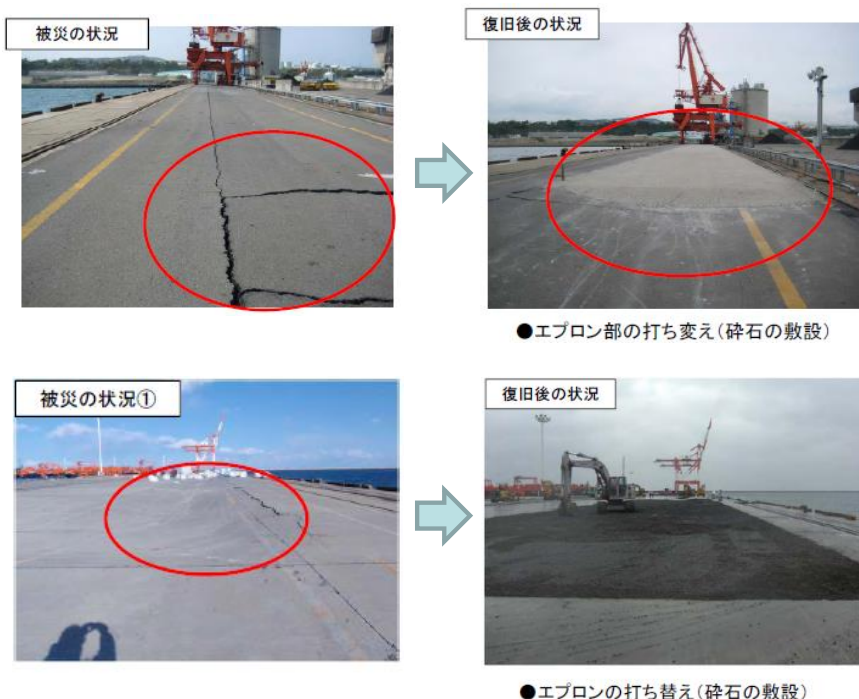 被災の状況
復旧後の状況
●エプロン部の打ち変え(砕石の敷設)
被災の状況①
復旧後の状況
●エプロンの打ち替え(砕石の敷設)